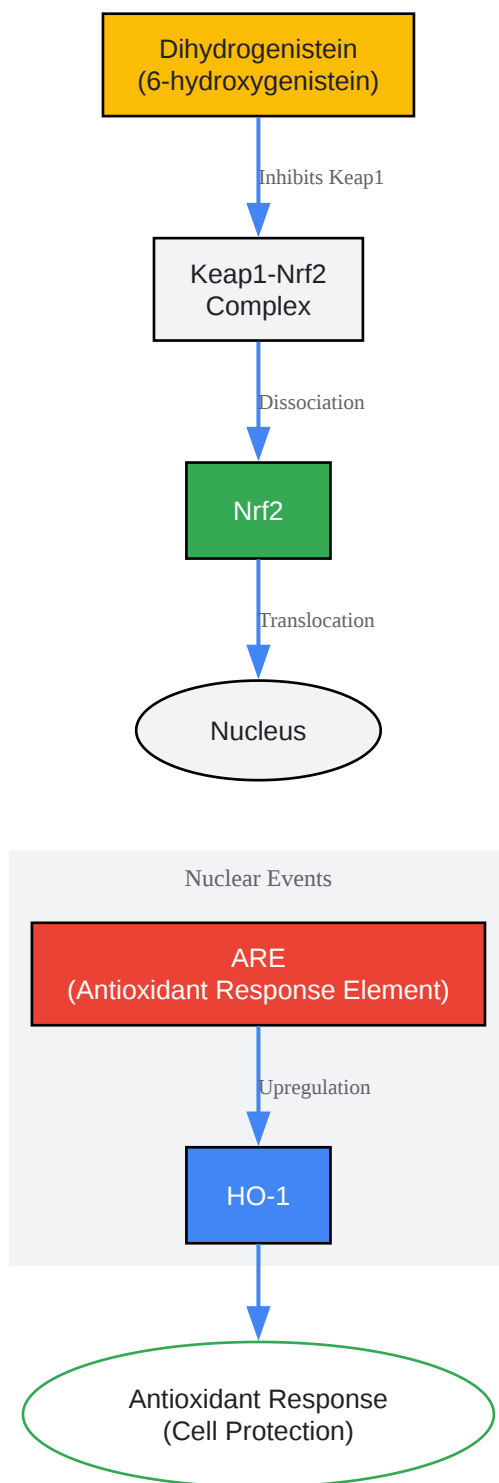 Dihydrogenistein
(6-hydroxygenistein)
Inhibits Keap1
Keap1-Nrf2
Complex
Dissociation
Nrf2
Translocation
Nucleus
Nuclear Events
ARE
(Antioxidant Response Element)
Upregulation
HO-1
Antioxidant Response
(Cell Protection)